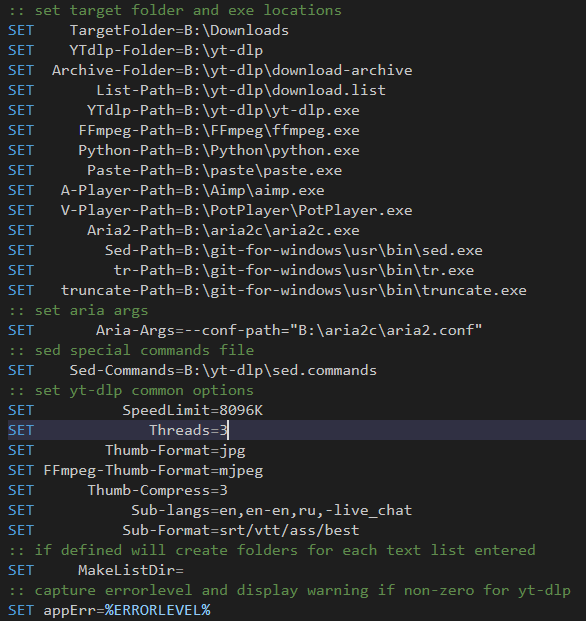 :: set target folder and exe locations
SET    TargetFolder=B:\Downloads
SET    YTdlp-Folder=B:\yt-dlp
SET  Archive-Folder=B:\yt-dlp\download-archive
SET       List-Path=B:\yt-dlp\download.list
SET      YTdlp-Path=B:\yt-dlp\yt-dlp.exe
SET     FFmpeg-Path=B:\FFmpeg\ffmpeg.exe
SET     Python-Path=B:\Python\python.exe
SET      Paste-Path=B:\paste\paste.exe
SET   A-Player-Path=B:\Aimp\aimp.exe
SET   V-Player-Path=B:\PotPlayer\PotPlayer.exe
SET      Aria2-Path=B:\aria2c\aria2c.exe
SET        Sed-Path=B:\git-for-windows\usr\bin\sed.exe
SET         tr-Path=B:\git-for-windows\usr\bin\tr.exe
SET   truncate-Path=B:\git-for-windows\usr\bin\truncate.exe
:: set aria args
SET       Aria-Args=--conf-path="B:\aria2c\aria2.conf"
:: sed special commands file
SET    Sed-Commands=B:\yt-dlp\sed.commands
:: set yt-dlp common options
SET          SpeedLimit=8096K
SET             Threads=3
SET        Thumb-Format=jpg
SET FFmpeg-Thumb-Format=mjpeg
SET      Thumb-Compress=3
SET           Sub-langs=en,en-en,ru,-live_chat
SET          Sub-Format=srt/vtt/ass/best
:: if defined will create folders for each text list entered
SET     MakeListDir=
:: capture errorlevel and display warning if non-zero for yt-dlp
SET appErr=%ERRORLEVEL%